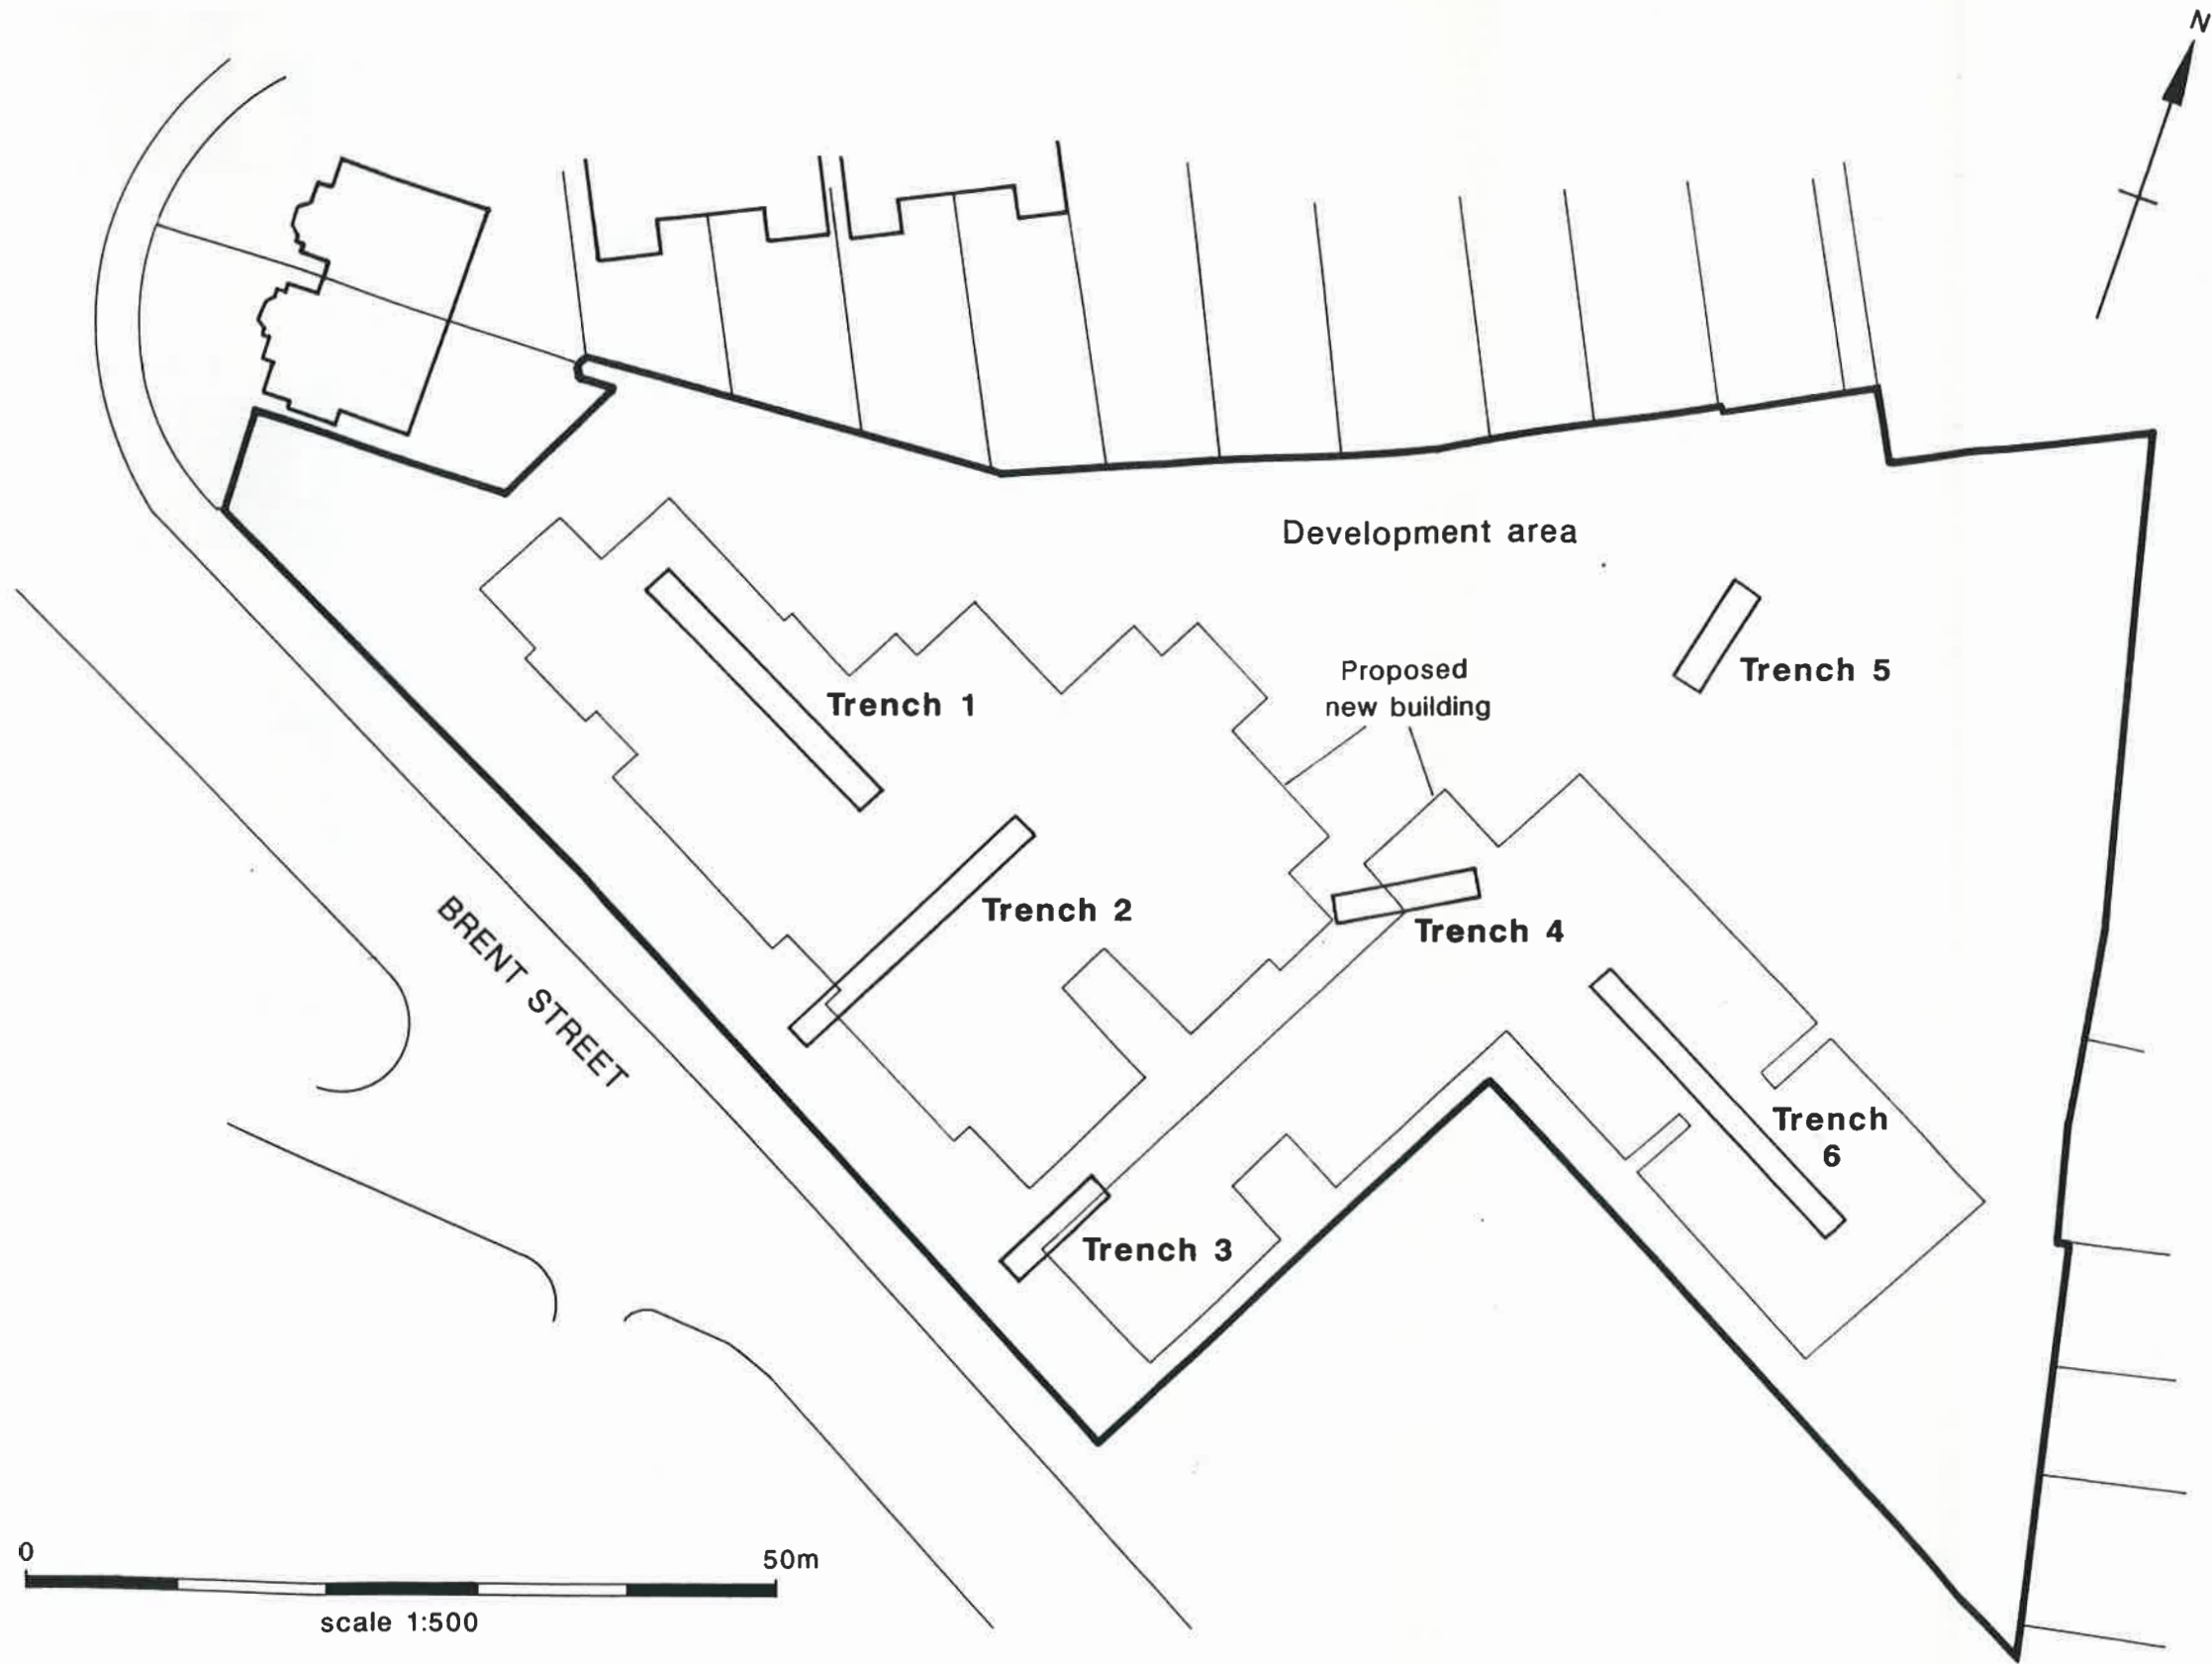 N
Development area
Proposed
new building
Trench 5
Trench 1
Trench 2
Trench 4
BRENT STREET
Trench
6
Trench 3
0
50m
scale 1:500